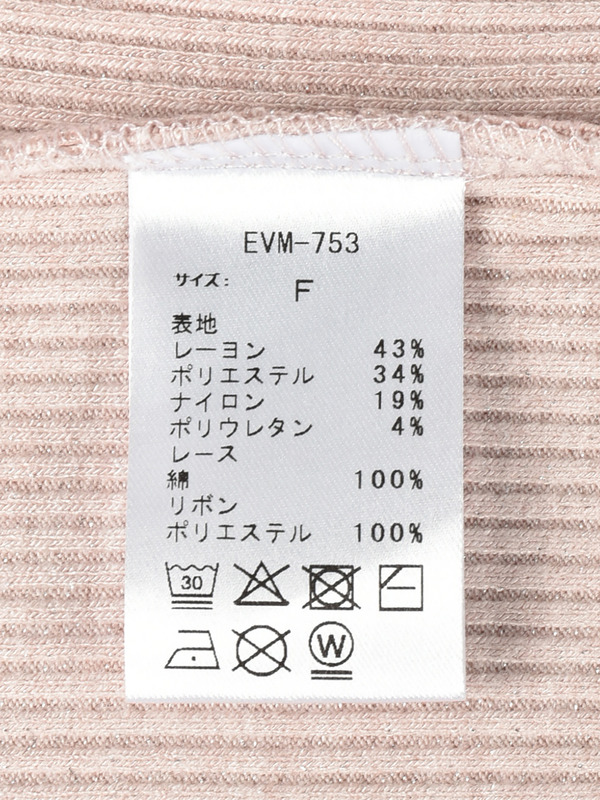 EVM-753
サイズ: F
表地
レーヨン 43%
ポリエステル 34%
ナイロン 19%
ポリウレタン 4%
レース
綿 100%
リボン
ポリエステル 100%
30
W